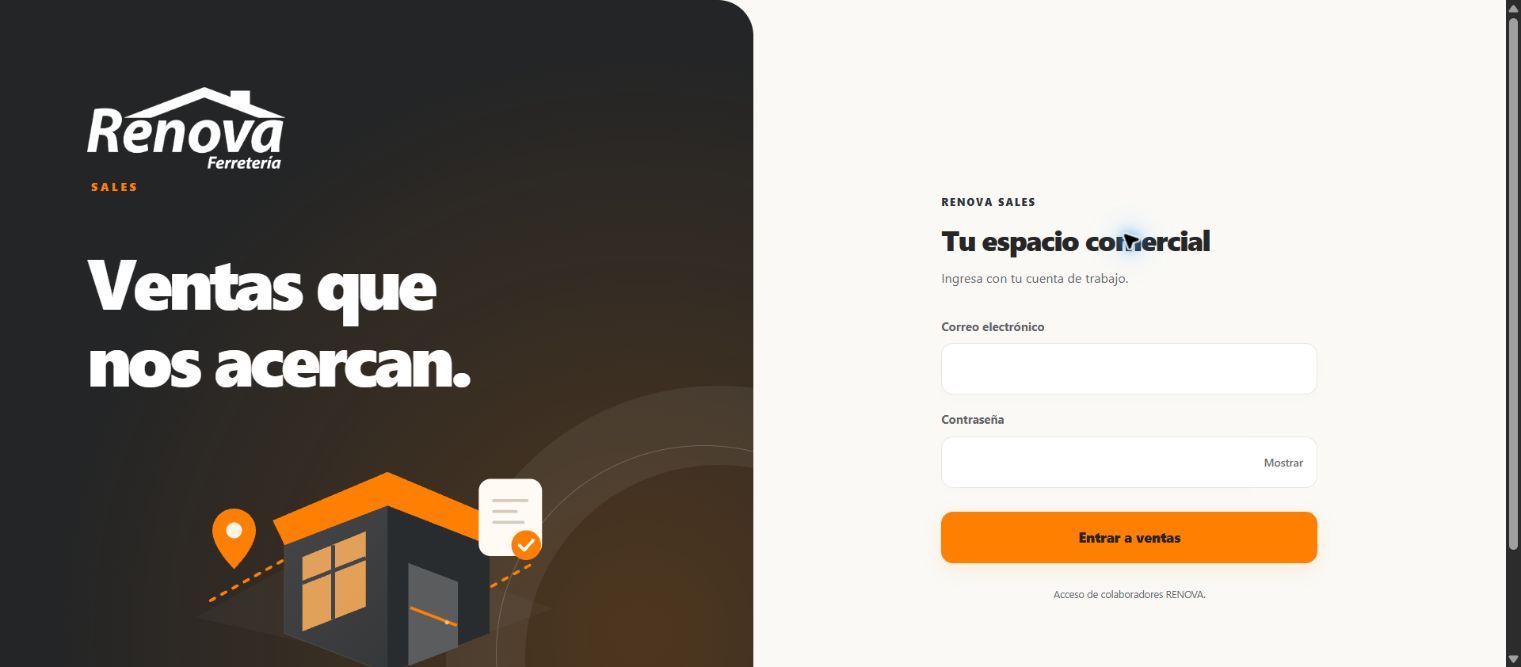 Renova
Ferretería
SALES
Ventas que
nos acercan.
RENOVA SALES
Tu espacio comercial
Ingresa con tu cuenta de trabajo.
Correo electrónico
Contraseña
Mostrar
Entrar a ventas
Acceso de colaboradores RENOVA.